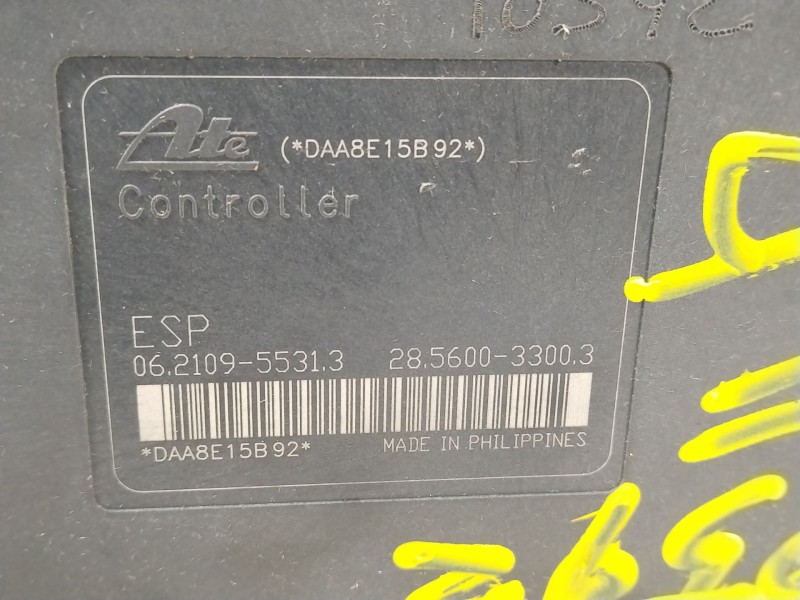 Ate (*DAA8E15B92*)
Controller
ESP
06.2109-5531.3 28.5600-3300.3
*DAA8E15B92*
MADE IN PHILIPPINES